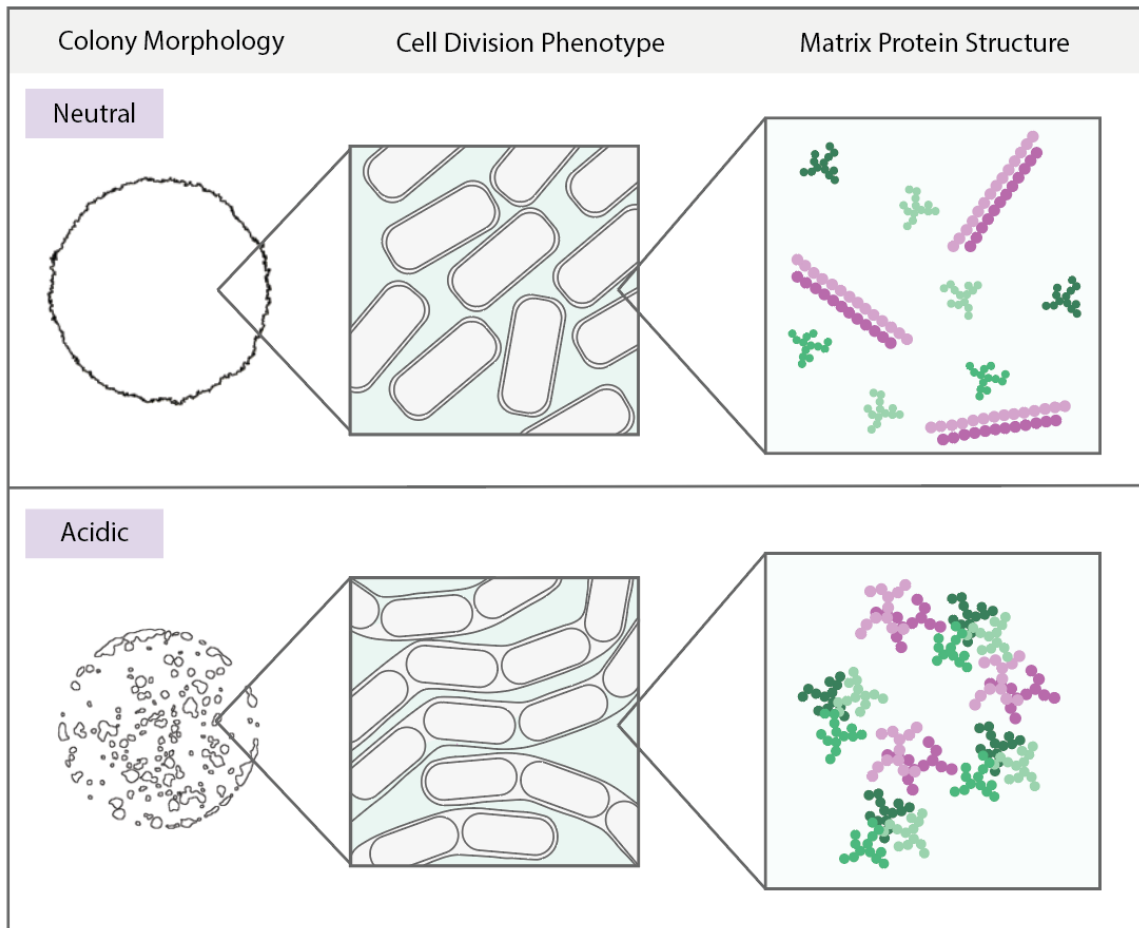 Colony Morphology
Cell Division Phenotype
Matrix Protein Structure
Neutral
Acidic